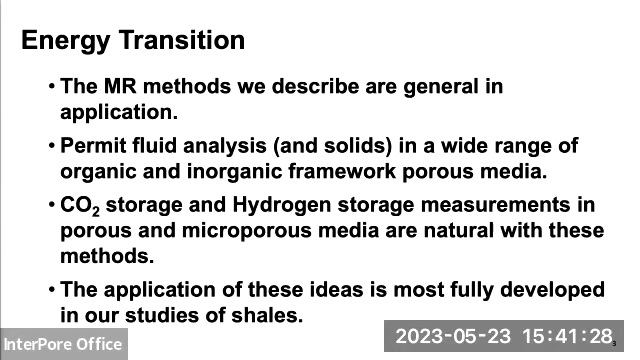 Energy Transition
• The MR methods we describe are general in
application.
• Permit fluid analysis (and solids) in a wide range of
organic and inorganic framework porous media.
• CO₂ storage and Hydrogen storage measurements in
porous and microporous media are natural with these
methods.
• The application of these ideas is most fully developed
in our studies of shales.
InterPore Office
2023-05-23 15:41:28